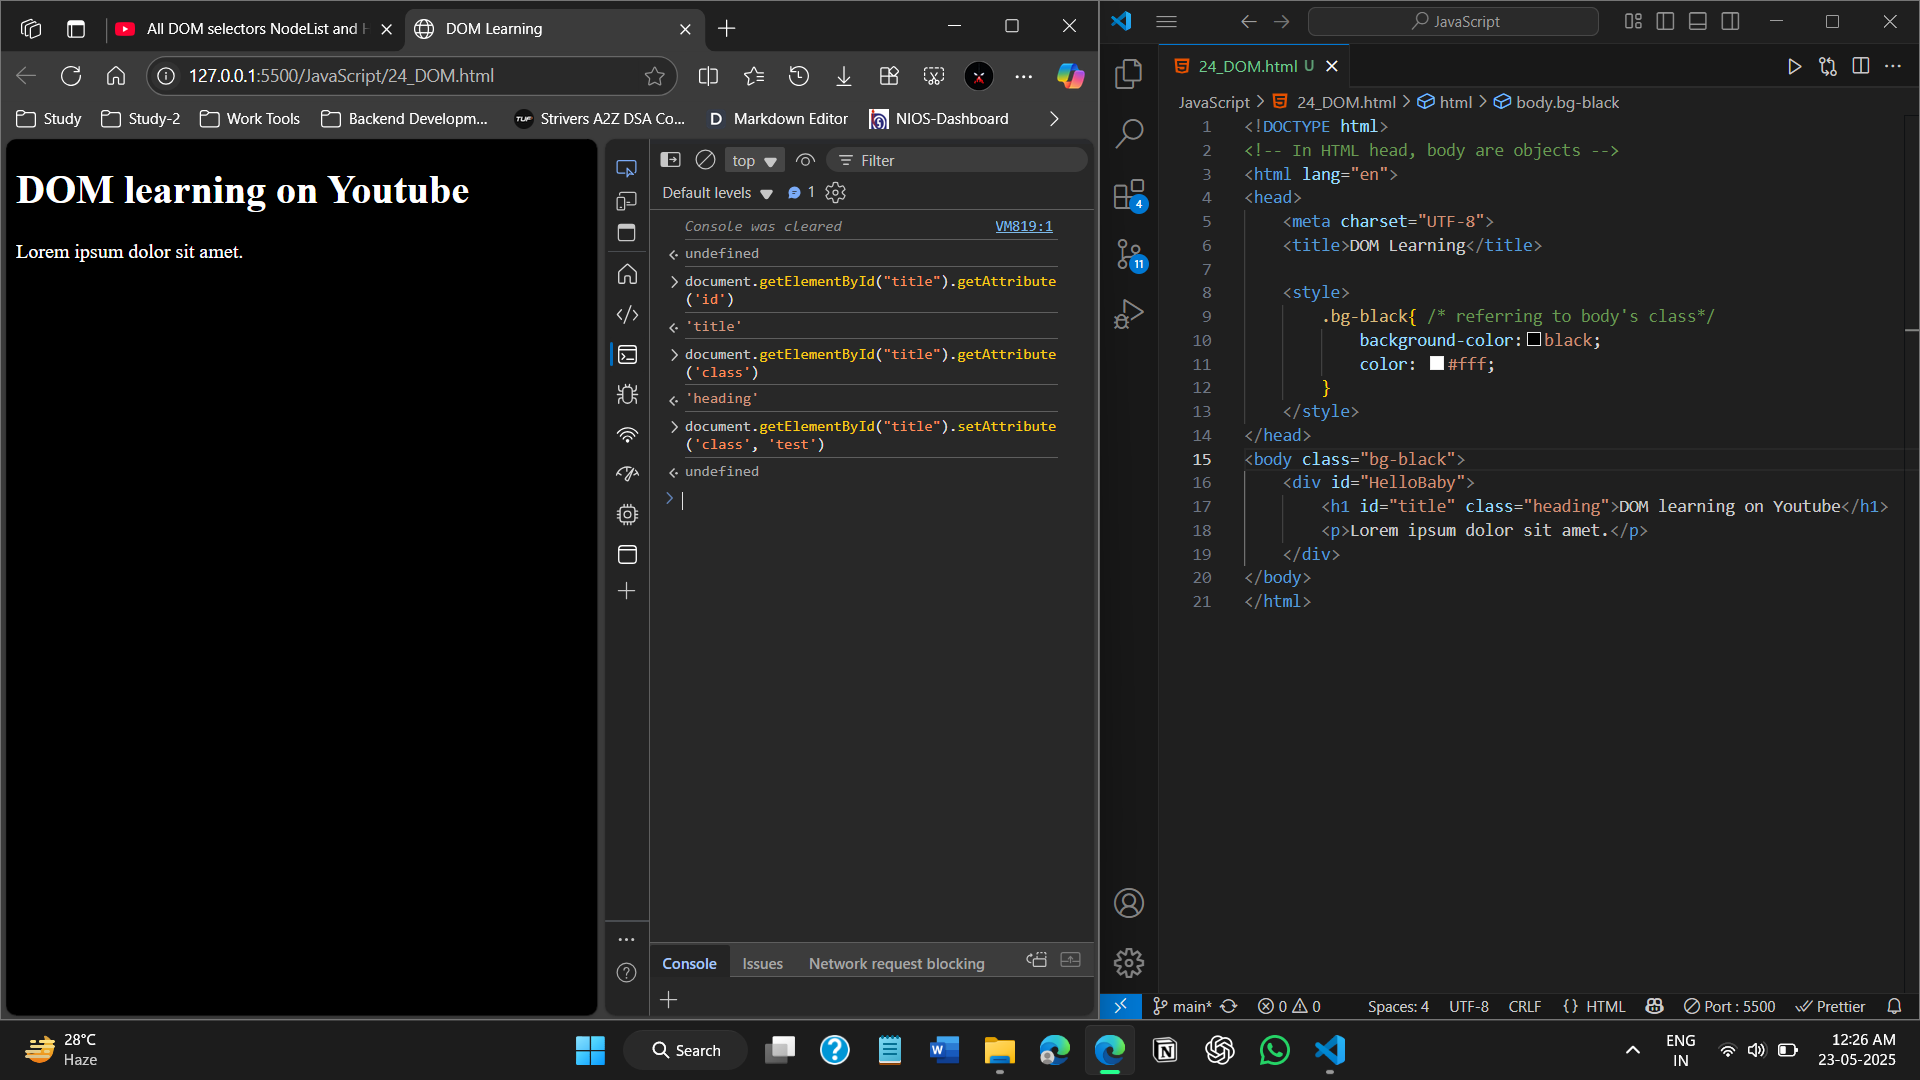 All DOM selectors NodeList and H
DOM Learning
127.0.0.1:5500/JavaScript/24_DOM.html
Study
Study-2
Work Tools
Backend Developm...
TUF
Strivers A2Z DSA Co...
D
Markdown Editor
NIOS-Dashboard
DOM learning on Youtube
Lorem ipsum dolor sit amet.
top
Filter
Default levels
1
Console was cleared
VM819:1
undefined
document.getElementById("title").getAttribute
('id')
'title'
document.getElementById("title").getAttribute
('class')
'heading'
document.getElementById("title").setAttribute
('class', 'test')
undefined
Console
Issues
Network request blocking
JavaScript
24_DOM.html U
JavaScript > 24_DOM.html > html > body.bg-black
4
11
1 <!DOCTYPE html>
2 <!-- In HTML head, body are objects -->
3 <html lang="en">
4 <head>
5 <meta charset="UTF-8">
6 <title>DOM Learning</title>
7
8 <style>
9 .bg-black{ /* referring to body's class*/
10 background-color: black;
11 color: #fff;
12 }
13 </style>
14 </head>
15 <body class="bg-black">
16 <div id="HelloBaby">
17 <h1 id="title" class="heading">DOM learning on Youtube</h1>
18 <p>Lorem ipsum dolor sit amet.</p>
19 </div>
20 </body>
21 </html>
main*
0
0
Spaces: 4
UTF-8
CRLF
{ } HTML
Port : 5500
Prettier
28°C
Haze
Search
ENG
IN
12:26 AM
23-05-2025